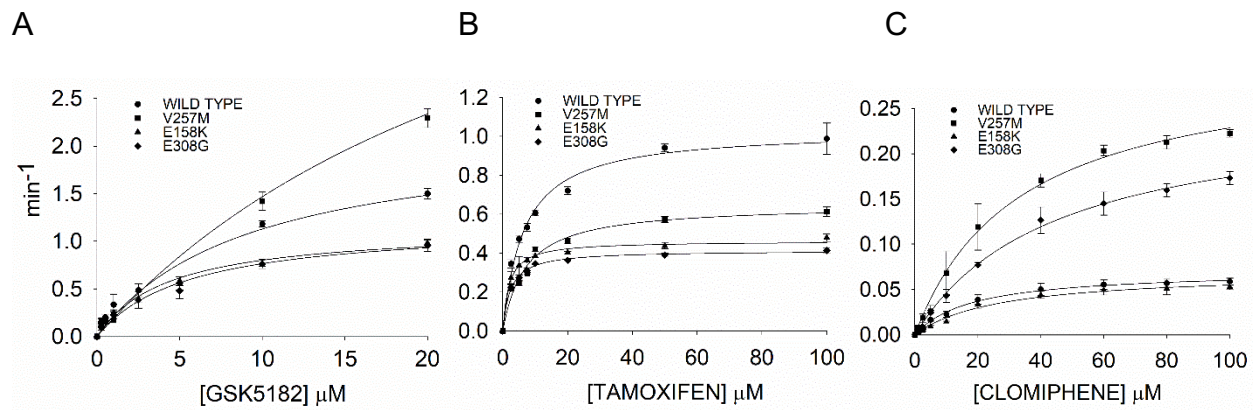 A
B
C
WILD TYPE
V257M
E158K
E308G
2.5
2.0
1.5
1.0
0.5
0.0
min-1
0
5
10
15
20
[GSK5182] μM
WILD TYPE
V257M
E158K
E308G
1.2
1.0
0.8
0.6
0.4
0.2
0.0
0
20
40
60
80
100
[TAMOXIFEN] μM
WILD TYPE
V257M
E158K
E308G
0.25
0.20
0.15
0.10
0.05
0.00
0
20
40
60
80
100
[CLOMIPHENE] μM